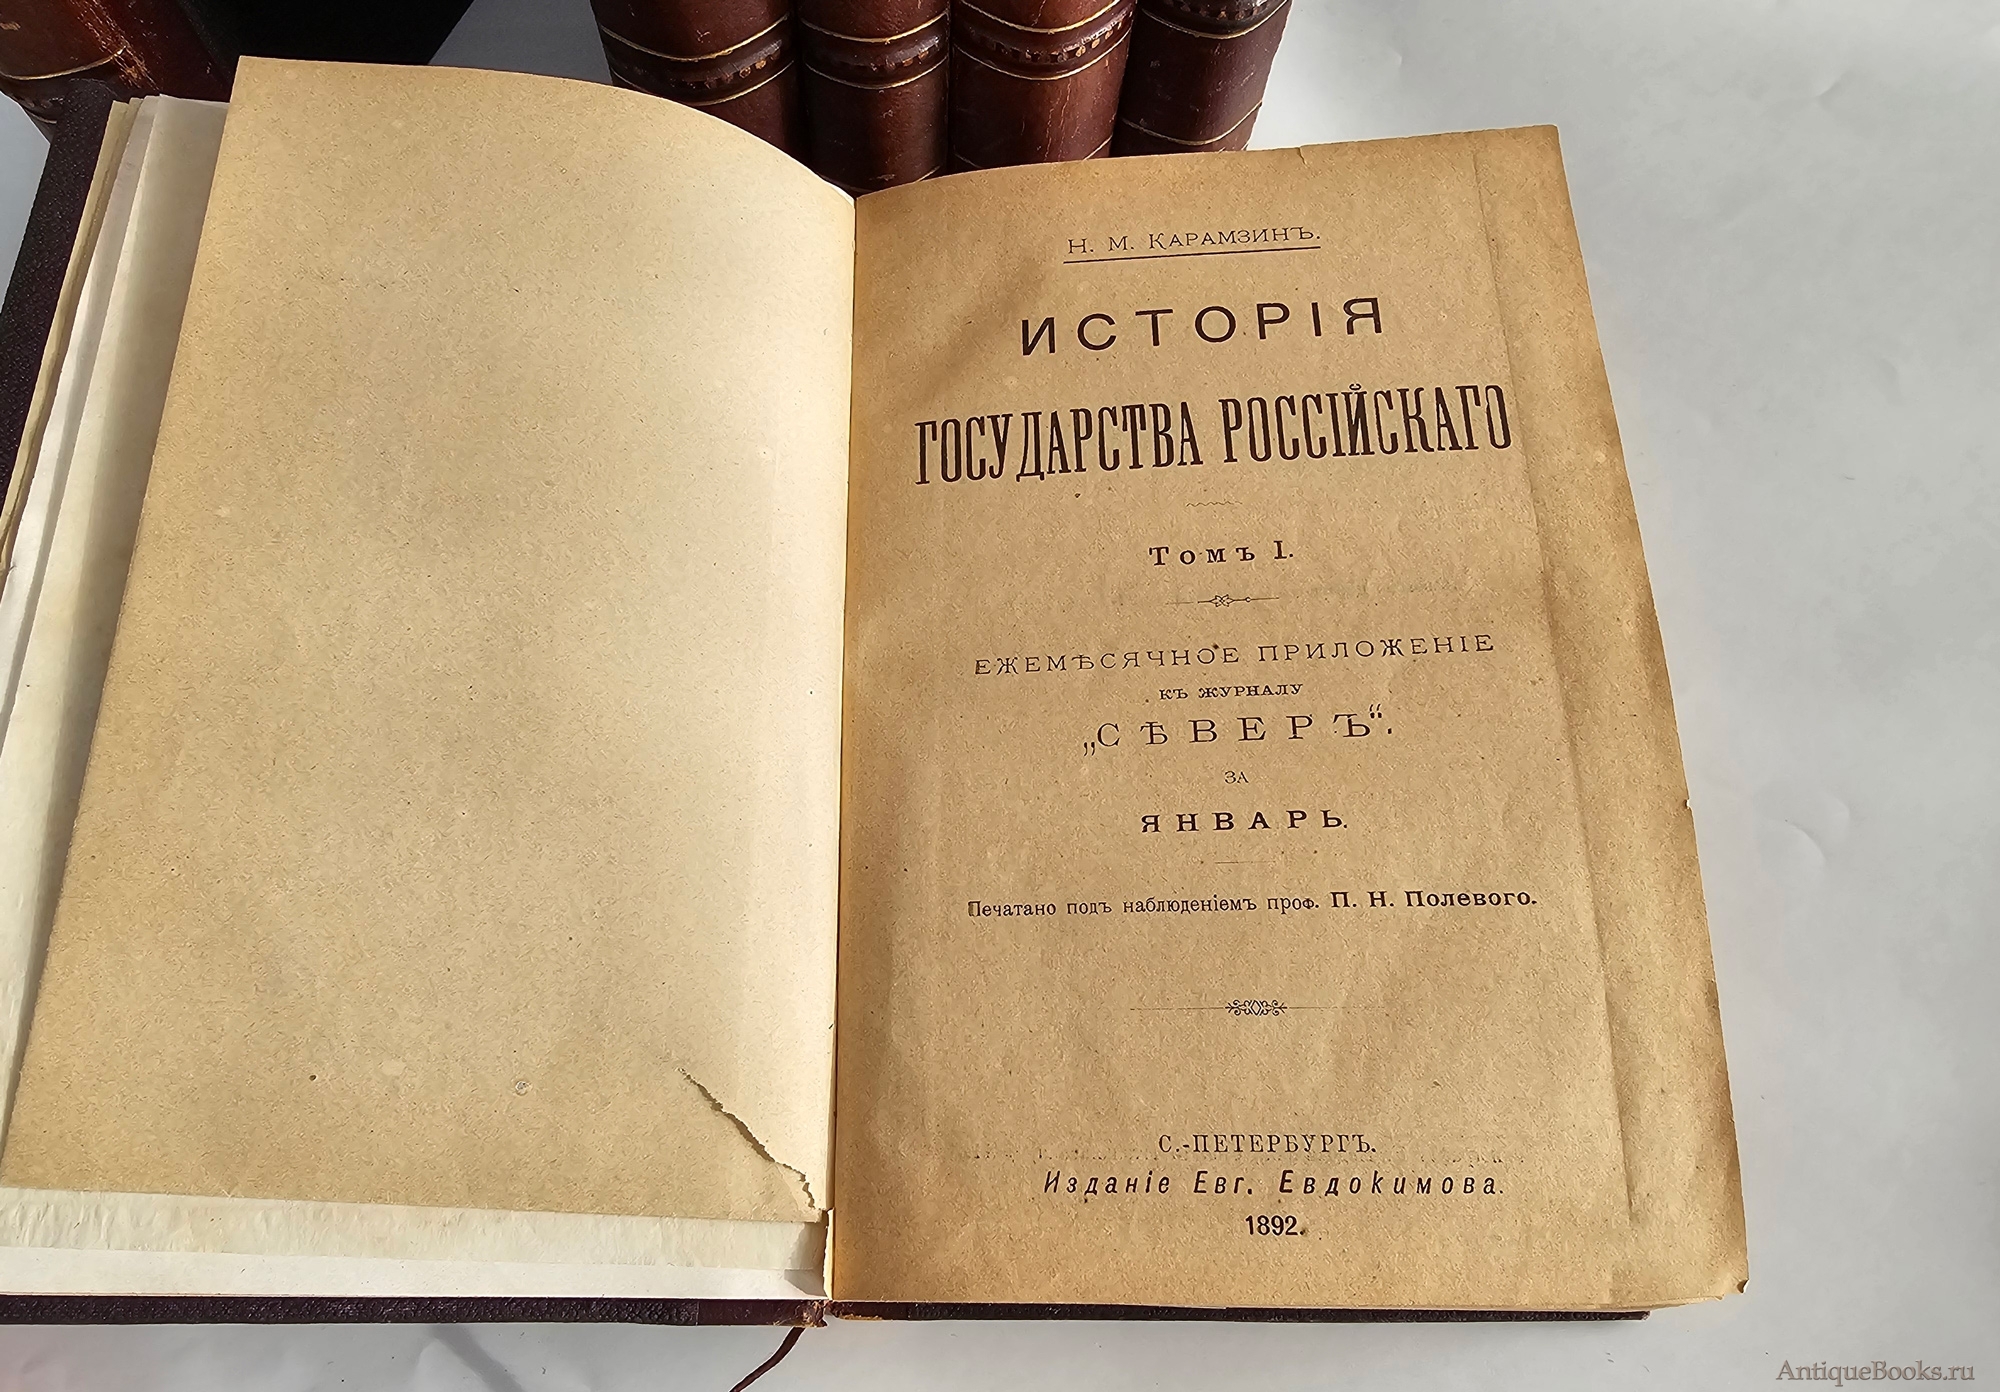 Н. М. Карамзинъ.
ИСТОРІЯ
ГОСУДАРСТВА РОССІЙСКАГО
Томъ I.
ЕЖЕМѢСЯЧНОЕ ПРИЛОЖЕНІЕ
КЪ ЖУРНАЛУ
„СѢВЕРЪ“.
ЗА
ЯНВАРЬ.
Печатано подъ наблюденіемъ проф. П. Н. Полевого.
С.-ПЕТЕРБУРГЪ.
Изданіе Евг. Евдокимова.
1892.
AntiqueBooks.ru